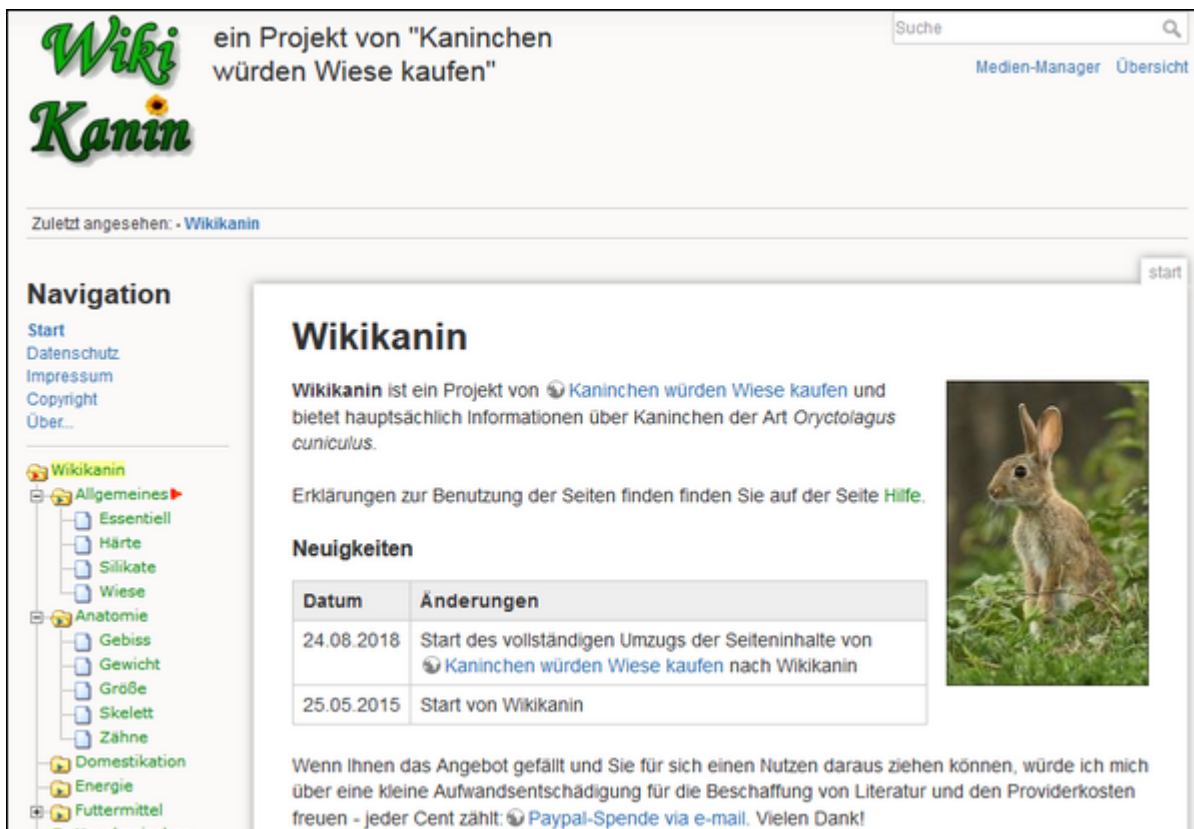 Wiki
Kanin
ein Projekt von "Kaninchen
würden Wiese kaufen"
Suche
Medien-Manager Übersicht
Zuletzt angesehen: • Wikikanin
start
Navigation
Start
Datenschutz
Impressum
Copyright
Über...
Wikikanin
Allgemeines
Essentiell
Härte
Silikate
Wiese
Anatomie
Gebiss
Gewicht
Größe
Skelett
Zähne
Domestikation
Energie
Futtermittel
Wikikanin
Wikikanin ist ein Projekt von Kaninchen würden Wiese kaufen und
bietet hauptsächlich Informationen über Kaninchen der Art Oryctolagus
cuniculus.
Erklärungen zur Benutzung der Seiten finden finden Sie auf der Seite Hilfe.
Neuigkeiten
Datum Änderungen
24.08.2018 Start des vollständigen Umzugs der Seiteninhalte von
Kaninchen würden Wiese kaufen nach Wikikanin
25.05.2015 Start von Wikikanin
Wenn Ihnen das Angebot gefällt und Sie für sich einen Nutzen daraus ziehen können, würde ich mich
über eine kleine Aufwandsentschädigung für die Beschaffung von Literatur und den Providerkosten
freuen - jeder Cent zählt: Paypal-Spende via e-mail. Vielen Dank!